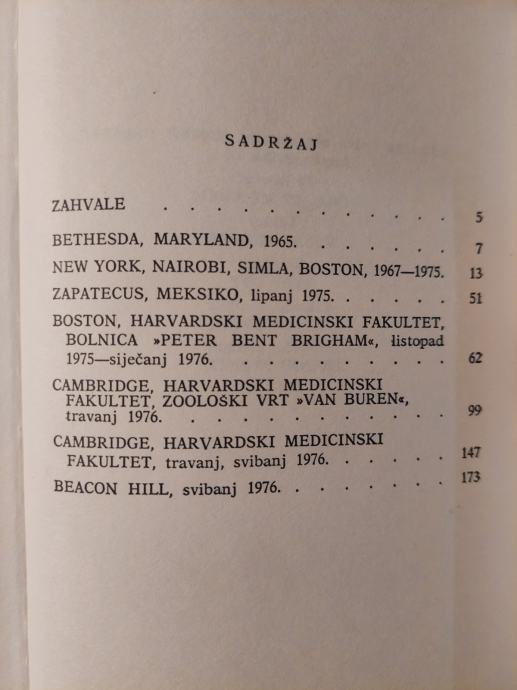 SADRŽAJ
ZAHVALE . . . . . . . . . . . . 5
BETHESDA, MARYLAND, 1965. . . . . . . 7
NEW YORK, NAIROBI, SIMLA, BOSTON, 1967—1975. 13
ZAPATECUS, MEKSIKO, lipanj 1975. . . . . . 51
BOSTON, HARVARDSKI MEDICINSKI FAKULTET,
BOLNICA »PETER BENT BRIGHAM«, listopad
1975—siječanj 1976. . . . . . . . . . 62
CAMBRIDGE, HARVARDSKI MEDICINSKI
FAKULTET, ZOOLOŠKI VRT »VAN BUREN«,
travanj 1976. . . . . . . . . . . 99
CAMBRIDGE, HARVARDSKI MEDICINSKI
FAKULTET, travanj, svibanj 1976. . . . . . 147
BEACON HILL, svibanj 1976. . . . . . . . 173